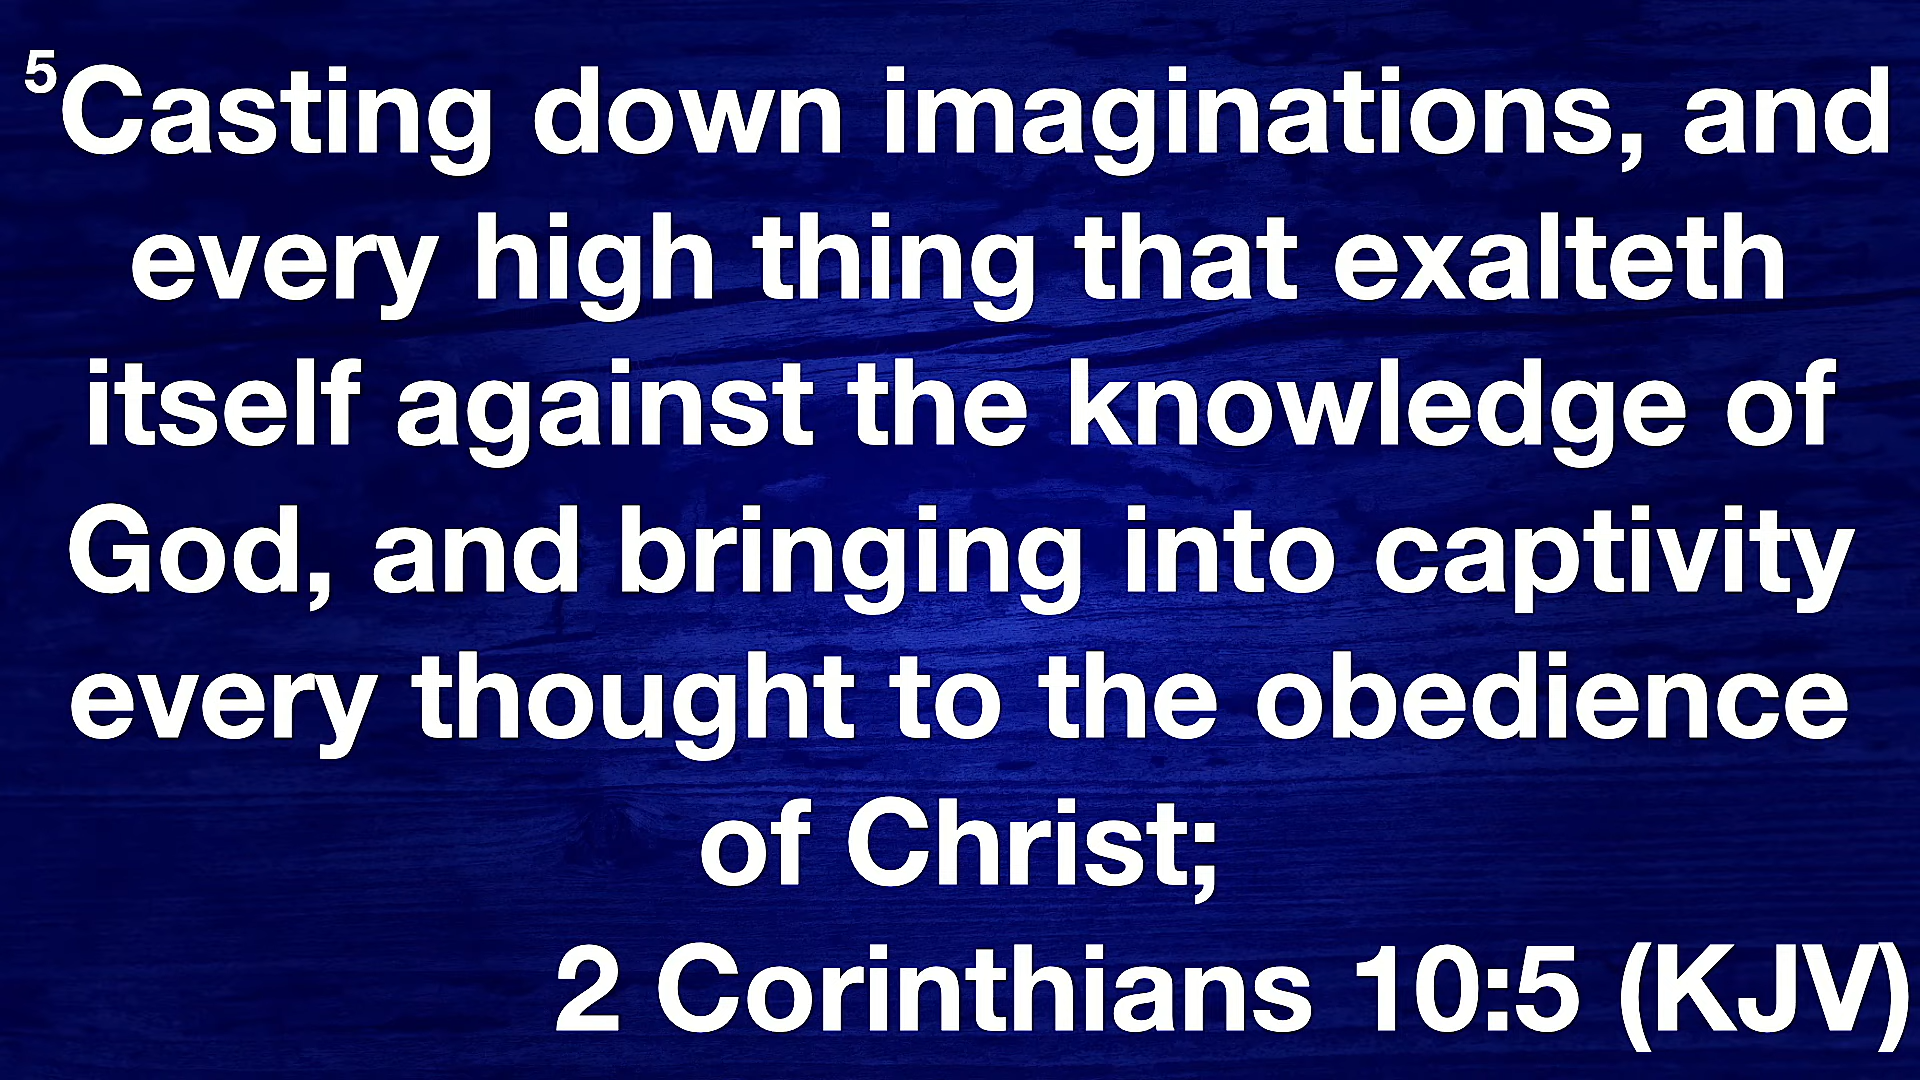 ⁵Casting down imaginations, and
every high thing that exalteth
itself against the knowledge of
God, and bringing into captivity
every thought to the obedience
of Christ;
2 Corinthians 10:5 (KJV)